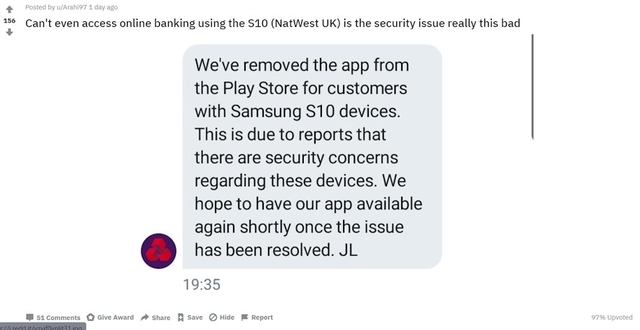 Posted by u/Arahi97 1 day ago
156
Can't even access online banking using the S10 (NatWest UK) is the security issue really this bad
We've removed the app from
the Play Store for customers
with Samsung S10 devices.
This is due to reports that
there are security concerns
regarding these devices. We
hope to have our app available
again shortly once the issue
has been resolved. JL
19:35
51 Comments Give Award Share Save Hide Report 97% Upvoted